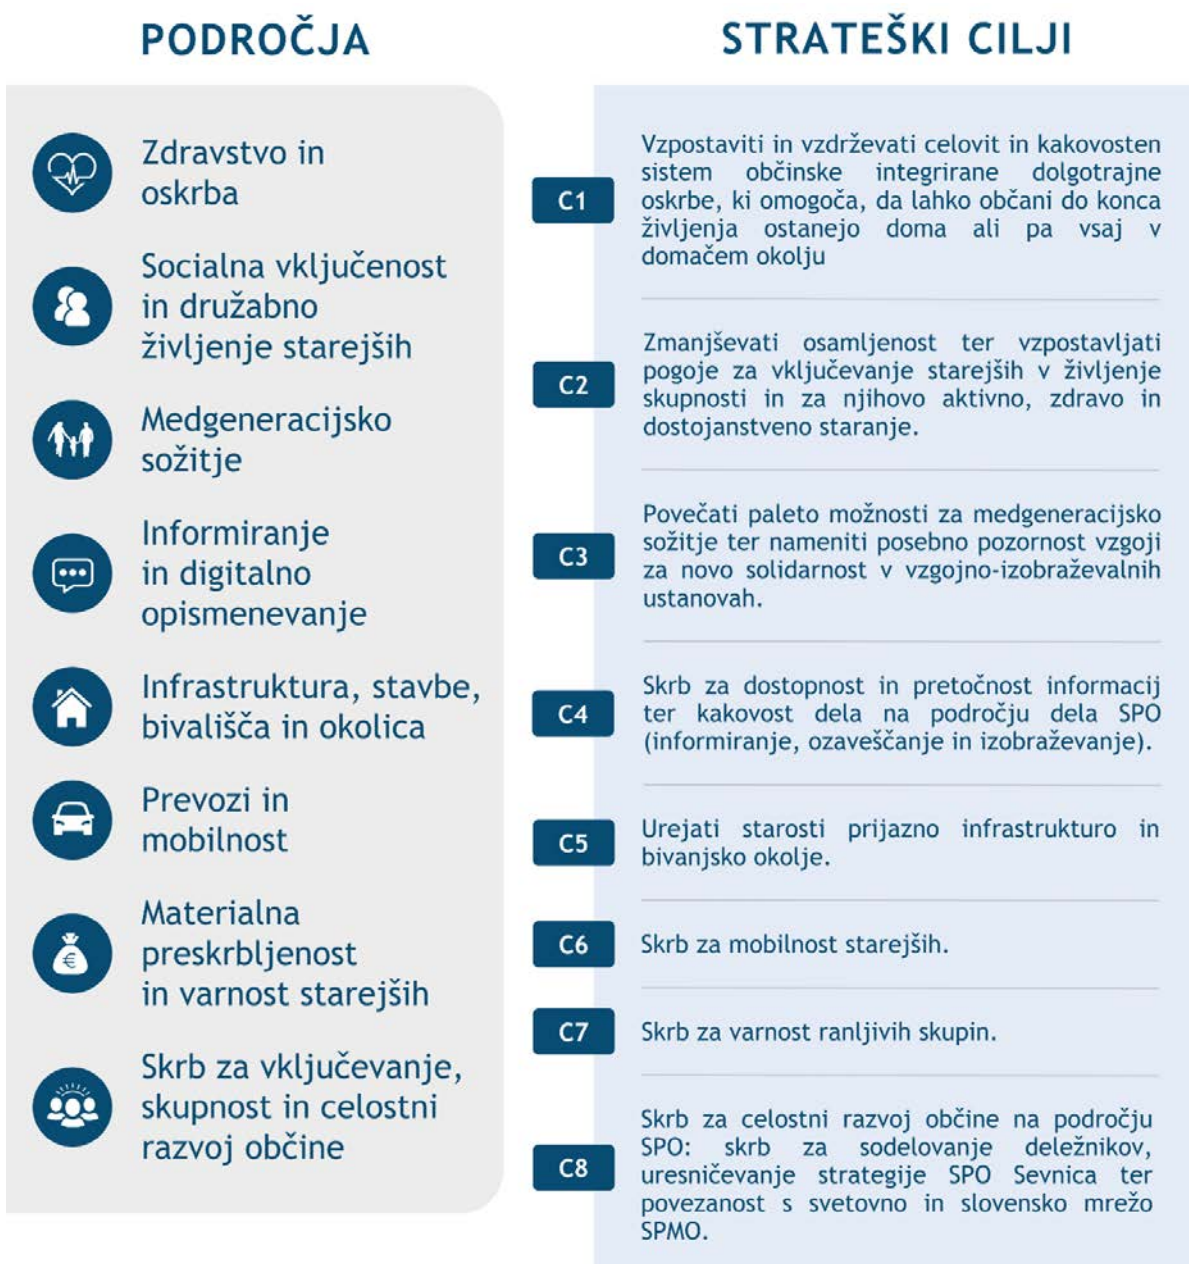 PODROČJA
Zdravstvo in
oskrba
Socialna vključenost
in družabno
življenje starejših
Medgeneracijsko
sožitje
Informiranje
in digitalno
opismenevanje
Infrastruktura, stavbe,
bivališča in okolica
Prevozi in
mobilnost
Materialna
preskrbljenost
in varnost starejših
Skrb za vključevanje,
skupnost in celostni
razvoj občine
STRATEŠKI CILJI
C1
Vzpostaviti in vzdrževati celovit in kakovosten
sistem občinske integrirane dolgotrajne
oskrbe, ki omogoča, da lahko občani do konca
življenja ostanejo doma ali pa vsaj v
domačem okolju
C2
Zmanjševati osamljenost ter vzpostavljati
pogoje za vključevanje starejših v življenje
skupnosti in za njihovo aktivno, zdravo in
dostojanstveno staranje.
C3
Povečati paleto možnosti za medgeneracijsko
sožitje ter nameniti posebno pozornost vzgoji
za novo solidarnost v vzgojno-izobraževalnih
ustanovah.
C4
Skrb za dostopnost in pretočnost informacij
ter kakovost dela na področju dela SPO
(informiranje, ozaveščanje in izobraževanje).
C5
Urejati starosti prijazno infrastrukturo in
bivanjsko okolje.
C6
Skrb za mobilnost starejših.
C7
Skrb za varnost ranljivih skupin.
C8
Skrb za celostni razvoj občine na področju
SPO: skrb za sodelovanje deležnikov,
uresničevanje strategije SPO Sevnica ter
povezanost s svetovno in slovensko mrežo
SPMO.